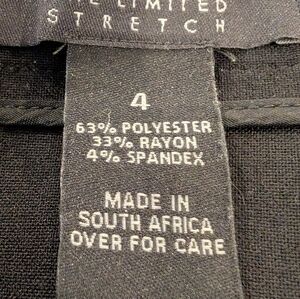 LIMITED
STRETCH
4
63% POLYESTER
33% RAYON
4% SPANDEX
MADE IN
SOUTH AFRICA
OVER FOR CARE